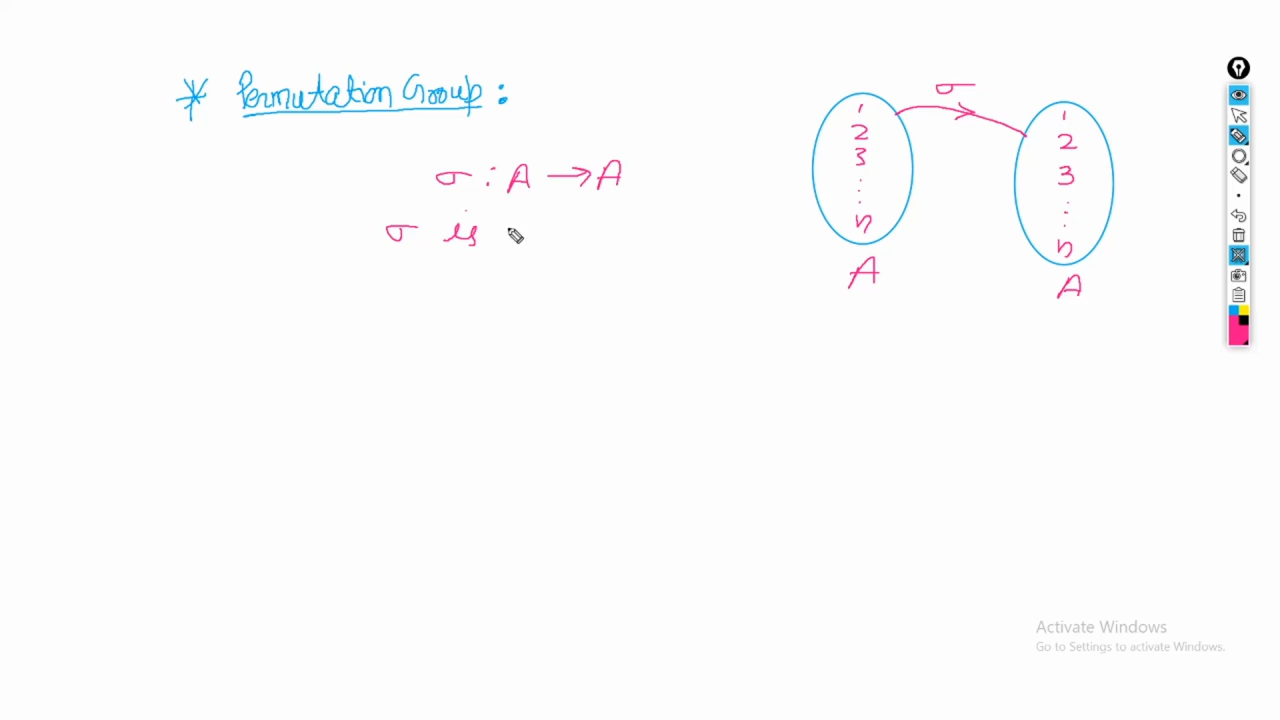 * Permutation Group :
σ : A → A
σ is
σ
1
2
3
.
.
.
n
A
1
2
3
.
.
.
n
A
Activate Windows
Go to Settings to activate Windows.